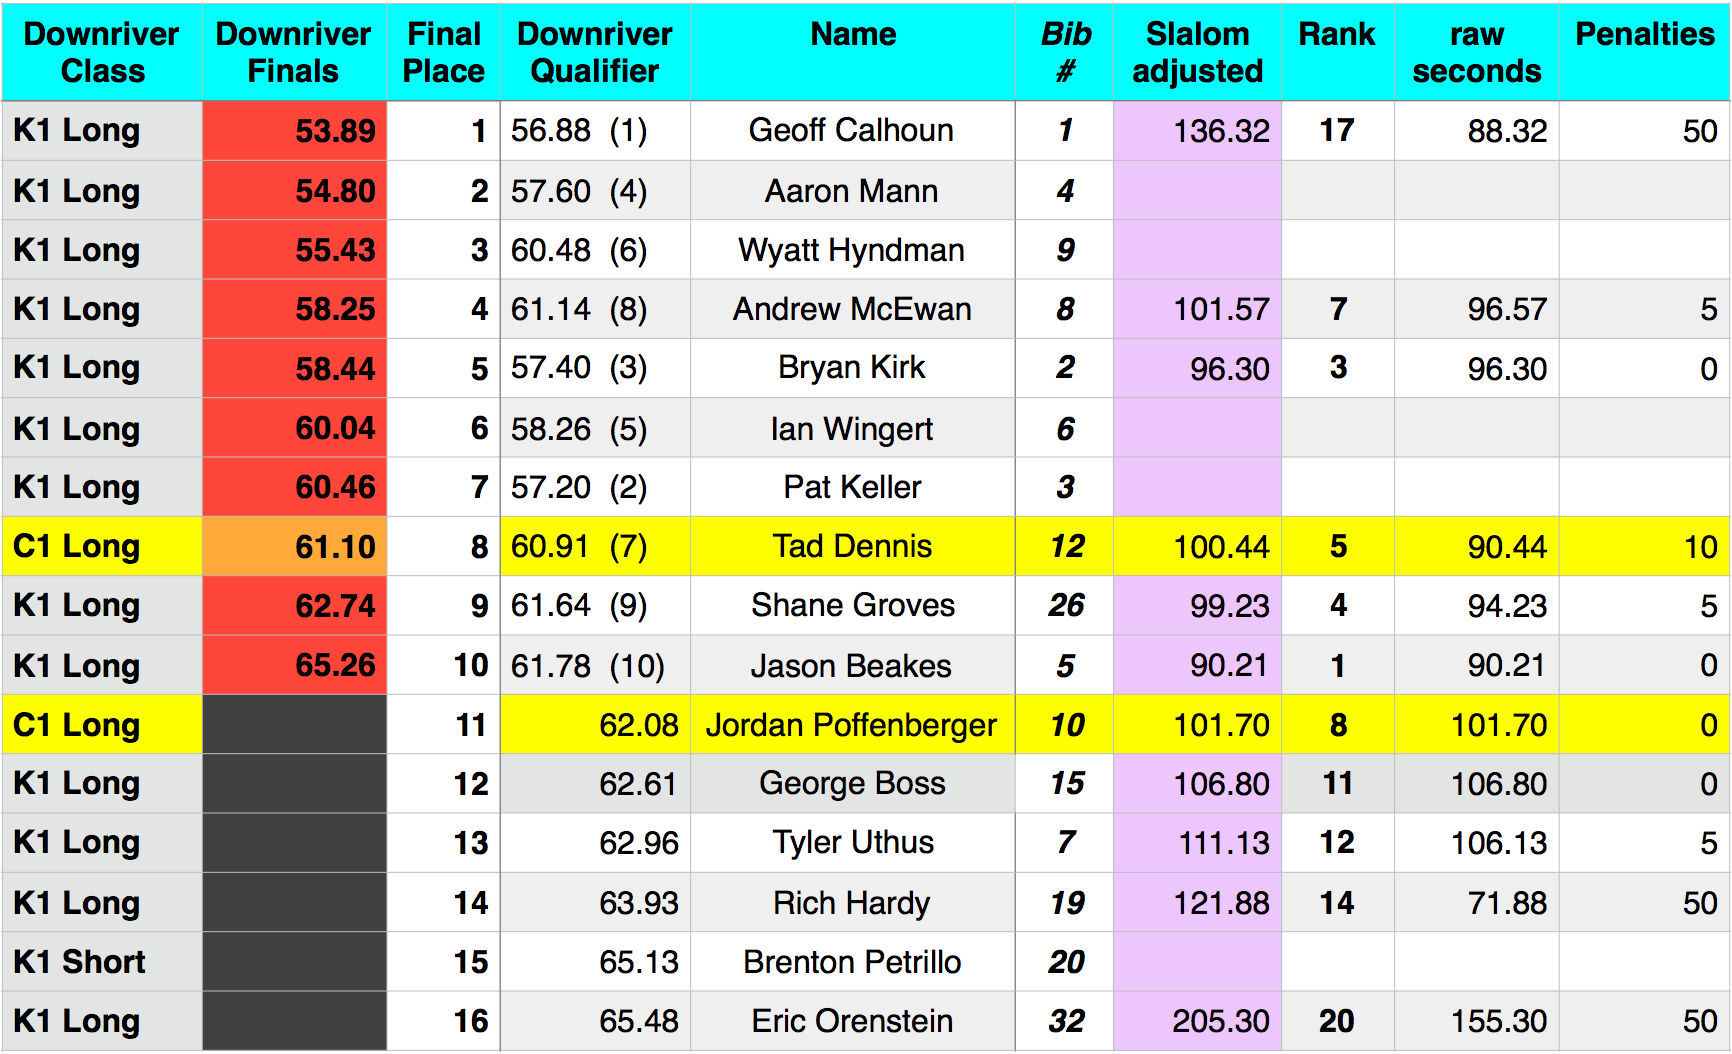 Downriver Class Downriver Finals Final Place Downriver Qualifier Name Bib # Slalom adjusted Rank raw seconds Penalties
K1 Long 53.89 1 56.88 (1) Geoff Calhoun 1 136.32 17 88.32 50
K1 Long 54.80 2 57.60 (4) Aaron Mann 4
K1 Long 55.43 3 60.48 (6) Wyatt Hyndman 9
K1 Long 58.25 4 61.14 (8) Andrew McEwan 8 101.57 7 96.57 5
K1 Long 58.44 5 57.40 (3) Bryan Kirk 2 96.30 3 96.30 0
K1 Long 60.04 6 58.26 (5) Ian Wingert 6
K1 Long 60.46 7 57.20 (2) Pat Keller 3
C1 Long 61.10 8 60.91 (7) Tad Dennis 12 100.44 5 90.44 10
K1 Long 62.74 9 61.64 (9) Shane Groves 26 99.23 4 94.23 5
K1 Long 65.26 10 61.78 (10) Jason Beakes 5 90.21 1 90.21 0
C1 Long 11 62.08 Jordan Poffenberger 10 101.70 8 101.70 0
K1 Long 12 62.61 George Boss 15 106.80 11 106.80 0
K1 Long 13 62.96 Tyler Uthus 7 111.13 12 106.13 5
K1 Long 14 63.93 Rich Hardy 19 121.88 14 71.88 50
K1 Short 15 65.13 Brenton Petrillo 20
K1 Long 16 65.48 Eric Orenstein 32 205.30 20 155.30 50